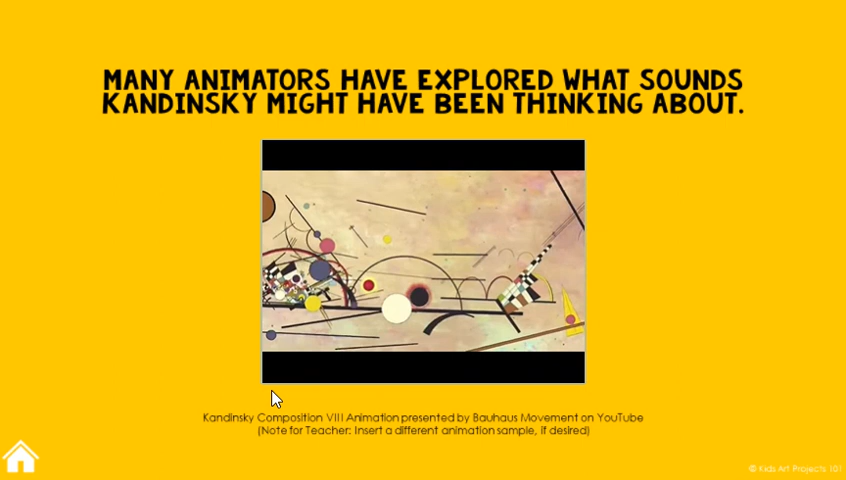 MANY ANIMATORS HAVE EXPLORED WHAT SOUNDS
KANDINSKY MIGHT HAVE BEEN THINKING ABOUT.
Kandinsky Composition VIII Animation presented by Bauhaus Movement on YouTube
(Note for Teacher: Insert a different animation sample, if desired)
© Kids Art Projects 101